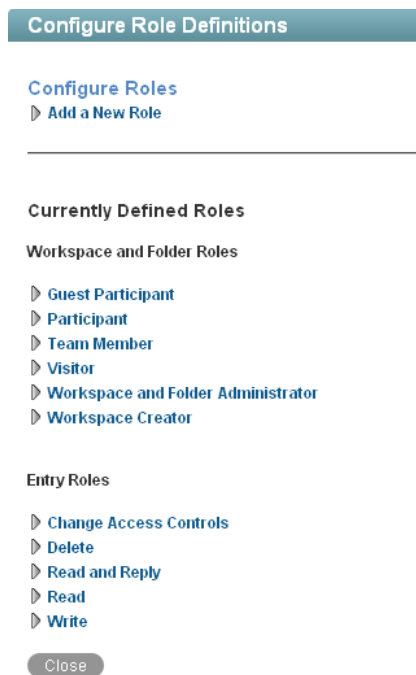 Configure Role Definitions
Configure Roles
Add a New Role
Currently Defined Roles
Workspace and Folder Roles
Guest Participant
Participant
Team Member
Visitor
Workspace and Folder Administrator
Workspace Creator
Entry Roles
Change Access Controls
Delete
Read and Reply
Read
Write
Close